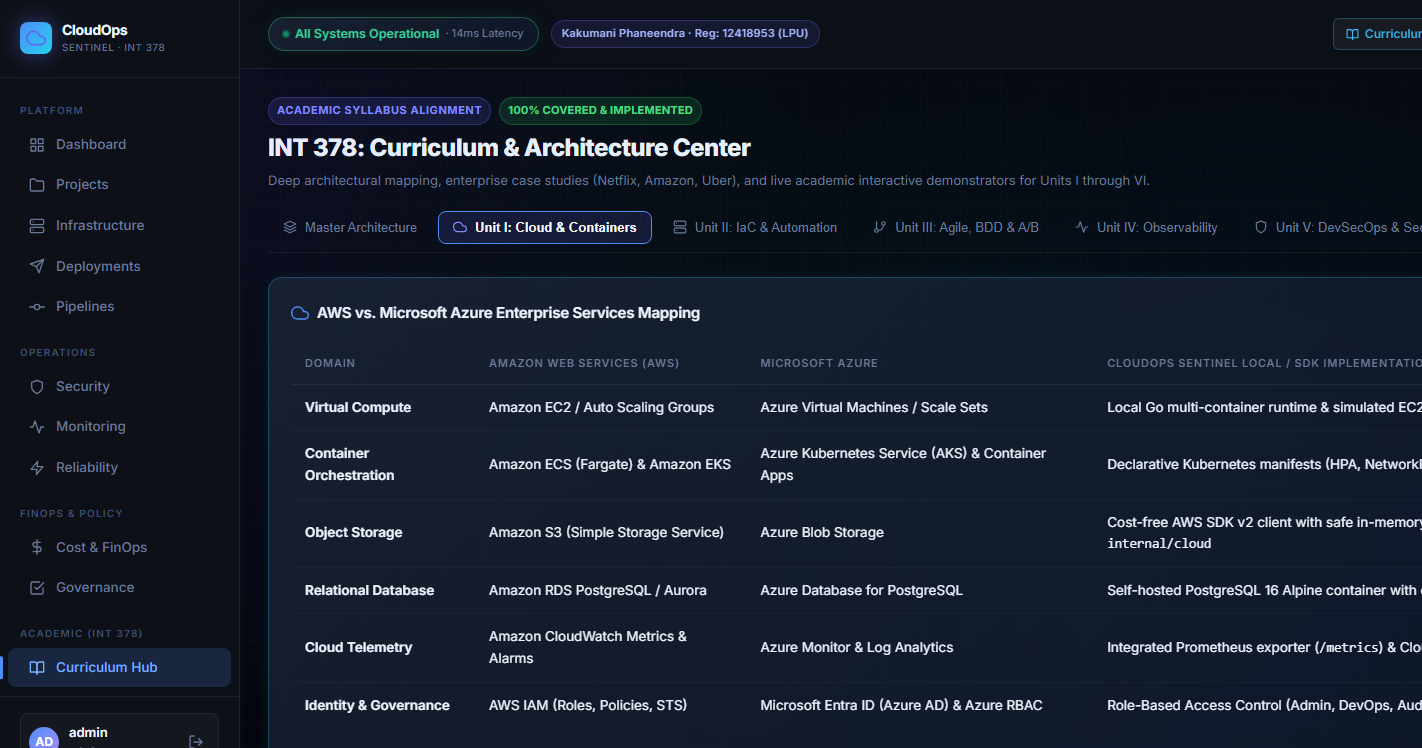 CloudOps
SENTINEL · INT 378
All Systems Operational · 14ms Latency
Kakumani Phaneendra · Reg: 12418953 (LPU)
PLATFORM
Dashboard
Projects
Infrastructure
Deployments
Pipelines
OPERATIONS
Security
Monitoring
Reliability
FINOPS & POLICY
Cost & FinOps
Governance
ACADEMIC (INT 378)
Curriculum Hub
AD
admin
ACADEMIC SYLLABUS ALIGNMENT
100% COVERED & IMPLEMENTED
INT 378: Curriculum & Architecture Center
Deep architectural mapping, enterprise case studies (Netflix, Amazon, Uber), and live academic interactive demonstrators for Units I through VI.
Master Architecture
Unit I: Cloud & Containers
Unit II: IaC & Automation
Unit III: Agile, BDD & A/B
Unit IV: Observability
Unit V: DevSecOps &
AWS vs. Microsoft Azure Enterprise Services Mapping
DOMAIN AMAZON WEB SERVICES (AWS) MICROSOFT AZURE CLOUDOPS SENTINEL LOCAL / SDK
Virtual Compute Amazon EC2 / Auto Scaling Groups Azure Virtual Machines / Scale Sets Local Go multi-container runtime & simulated EC2
Container Orchestration Amazon ECS (Fargate) & Amazon EKS Azure Kubernetes Service (AKS) & Container Apps Declarative Kubernetes manifests (HPA,
Object Storage Amazon S3 (Simple Storage Service) Azure Blob Storage Cost-free AWS SDK v2 client with safe in-memory
internal/cloud
Relational Database Amazon RDS PostgreSQL / Aurora Azure Database for PostgreSQL Self-hosted PostgreSQL 16 Alpine container with
Cloud Telemetry Amazon CloudWatch Metrics & Alarms Azure Monitor & Log Analytics Integrated Prometheus exporter (/metrics) &
Identity & Governance AWS IAM (Roles, Policies, STS) Microsoft Entra ID (Azure AD) & Azure RBAC Role-Based Access Control (Admin, DevOps,